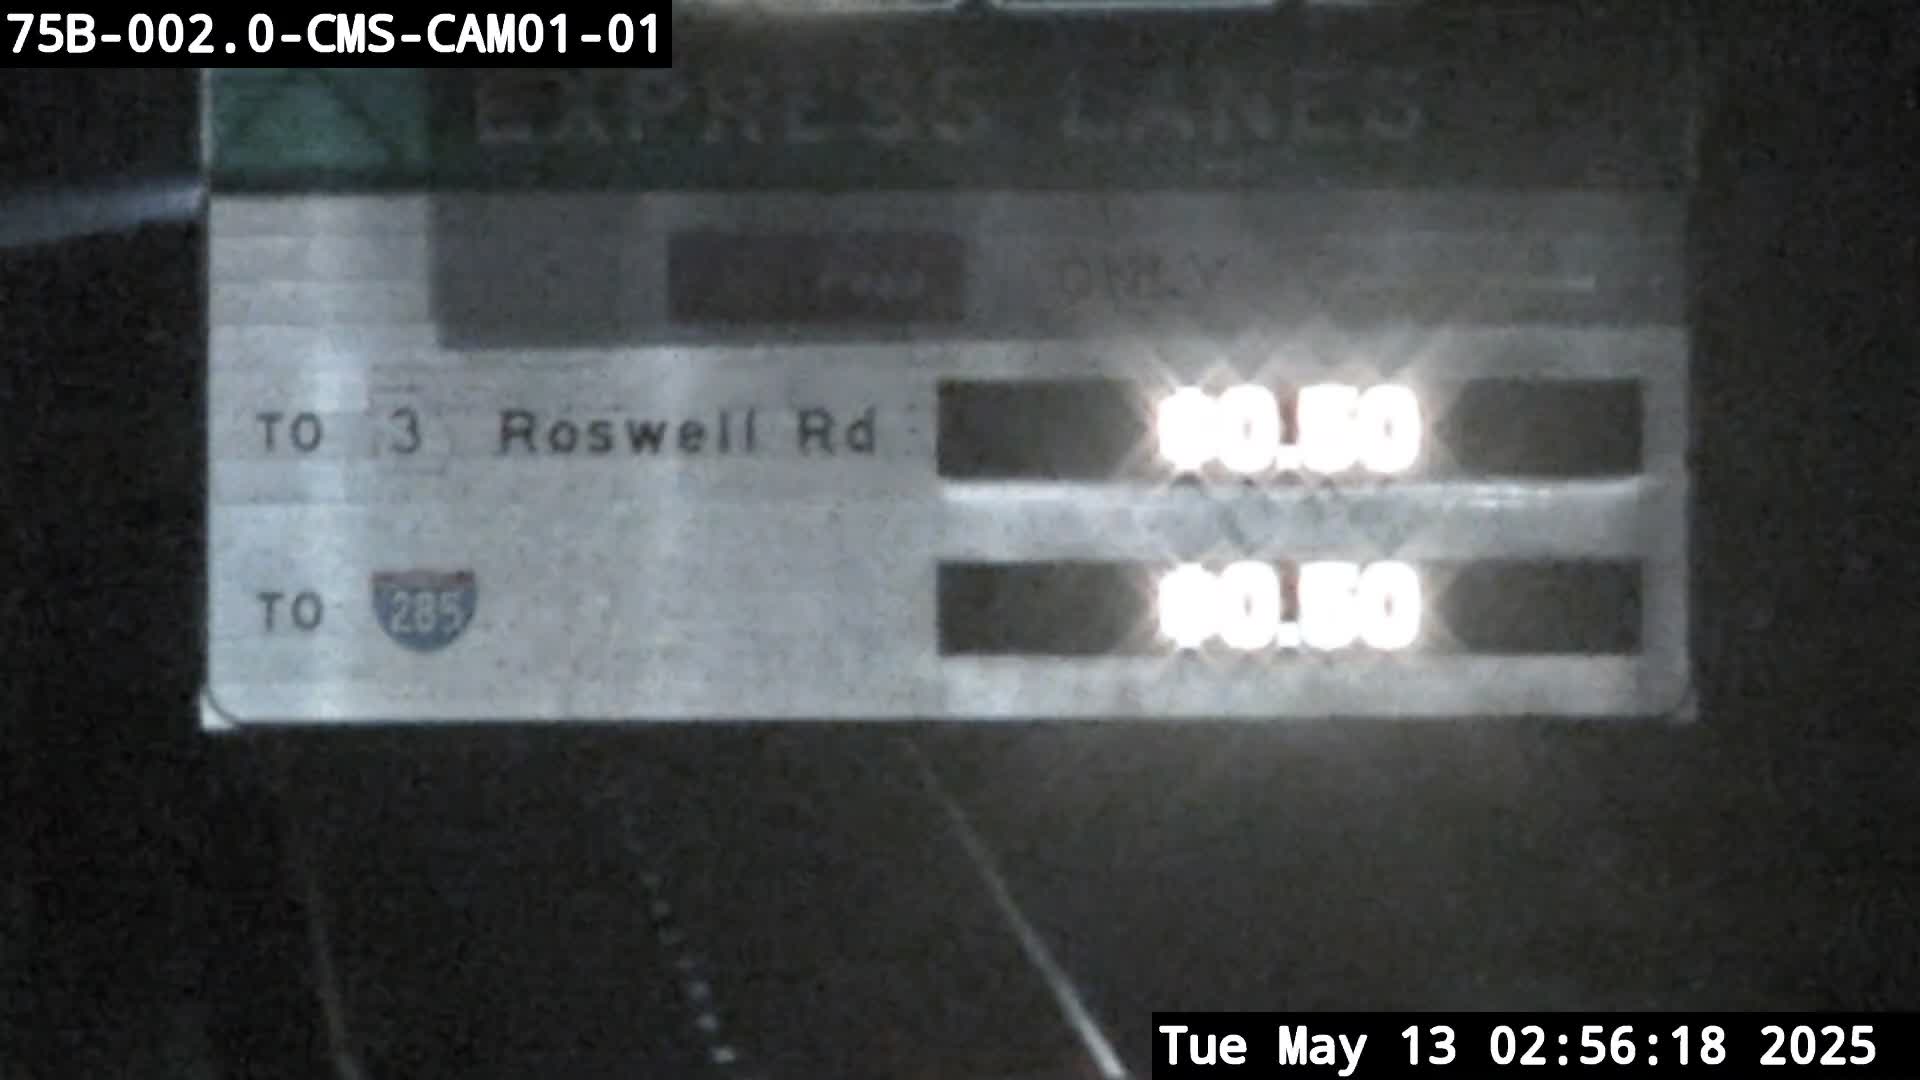 75B-002.0-CMS-CAM01-01
EXPRESS LANES
ONLY
TO 3 Roswell Rd $0.50
TO 285 $0.50
Tue May 13 02:56:18 2025